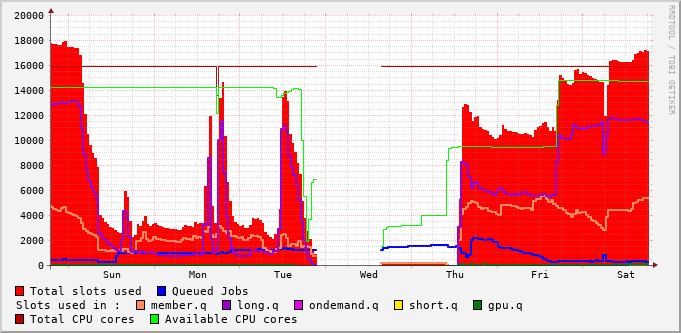 RRDTOOL / TOBI OETIKER
20000
18000
16000
14000
12000
10000
8000
6000
4000
2000
0
Sun Mon Tue Wed Thu Fri Sat
Total slots used Queued Jobs
Slots used in : member.q long.q ondemand.q short.q gpu.q
Total CPU cores Available CPU cores